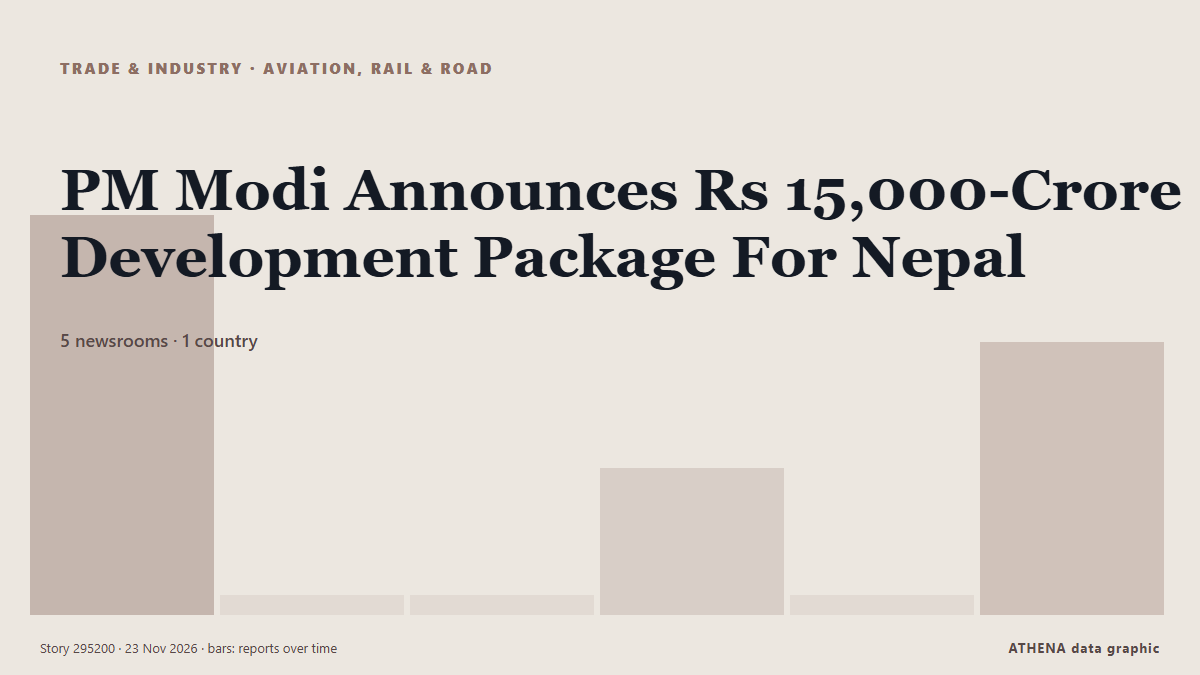 TRADE & INDUSTRY · AVIATION, RAIL & ROAD
PM Modi Announces Rs 15,000-Crore
Development Package For Nepal
5 newsrooms · 1 country
Story 295200 · 23 Nov 2026 · bars: reports over time
ATHENA data graphic